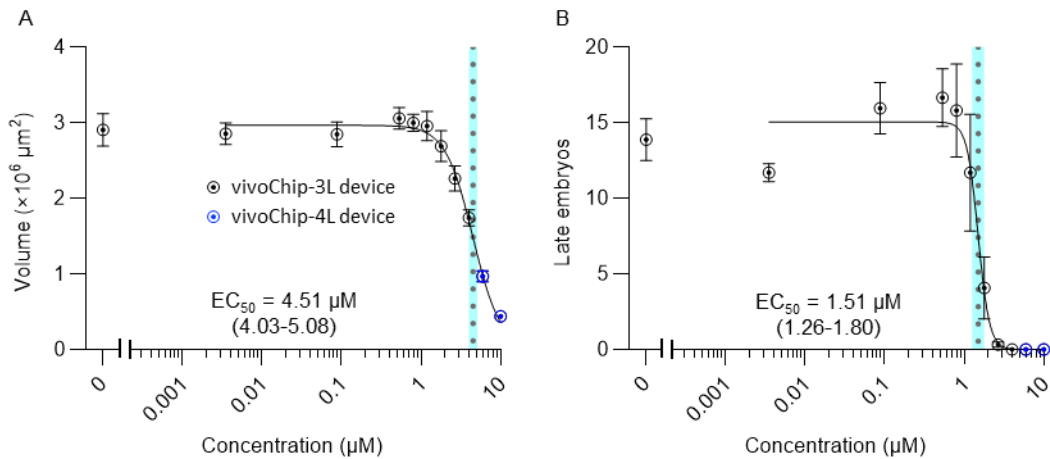 A
4
3
2
1
0
Volume (×10⁶ µm²)
vivoChip-3L device
vivoChip-4L device
EC₅₀ = 4.51 µM
(4.03-5.08)
0
0.001
0.1
1
10
Concentration (µM)
B
20
15
10
5
0
Late embryos
EC₅₀ = 1.51 µM
(1.26-1.80)
0
0.001
0.01
0.1
1
10
Concentration (µM)